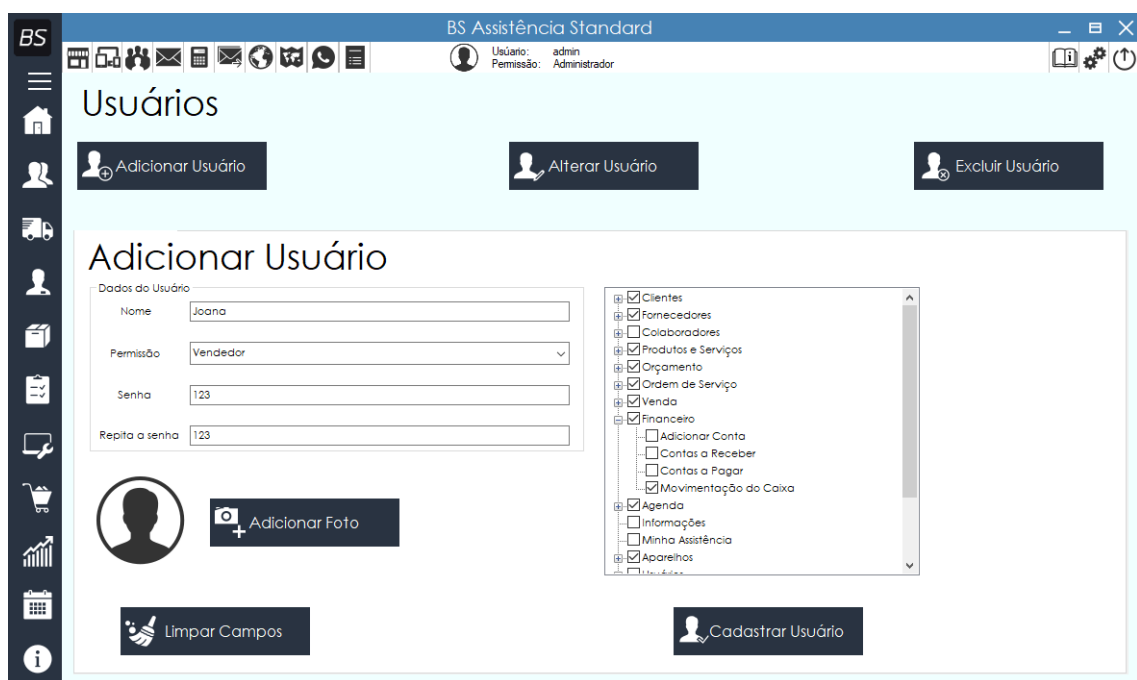 BS
BS Assistência Standard
Usúario: admin
Permissão: Administrador
Usuários
Adicionar Usuário
Alterar Usuário
Excluir Usuário
Adicionar Usuário
Dados do Usuário
Nome Joana
Permissão Vendedor
Senha 123
Repita a senha 123
Adicionar Foto
Limpar Campos
Clientes
Fornecedores
Colaboradores
Produtos e Serviços
Orçamento
Ordem de Serviço
Venda
Financeiro
Adicionar Conta
Contas a Receber
Contas a Pagar
Movimentação do Caixa
Agenda
Informações
Minha Assistência
Aparelhos
Cadastrar Usuário